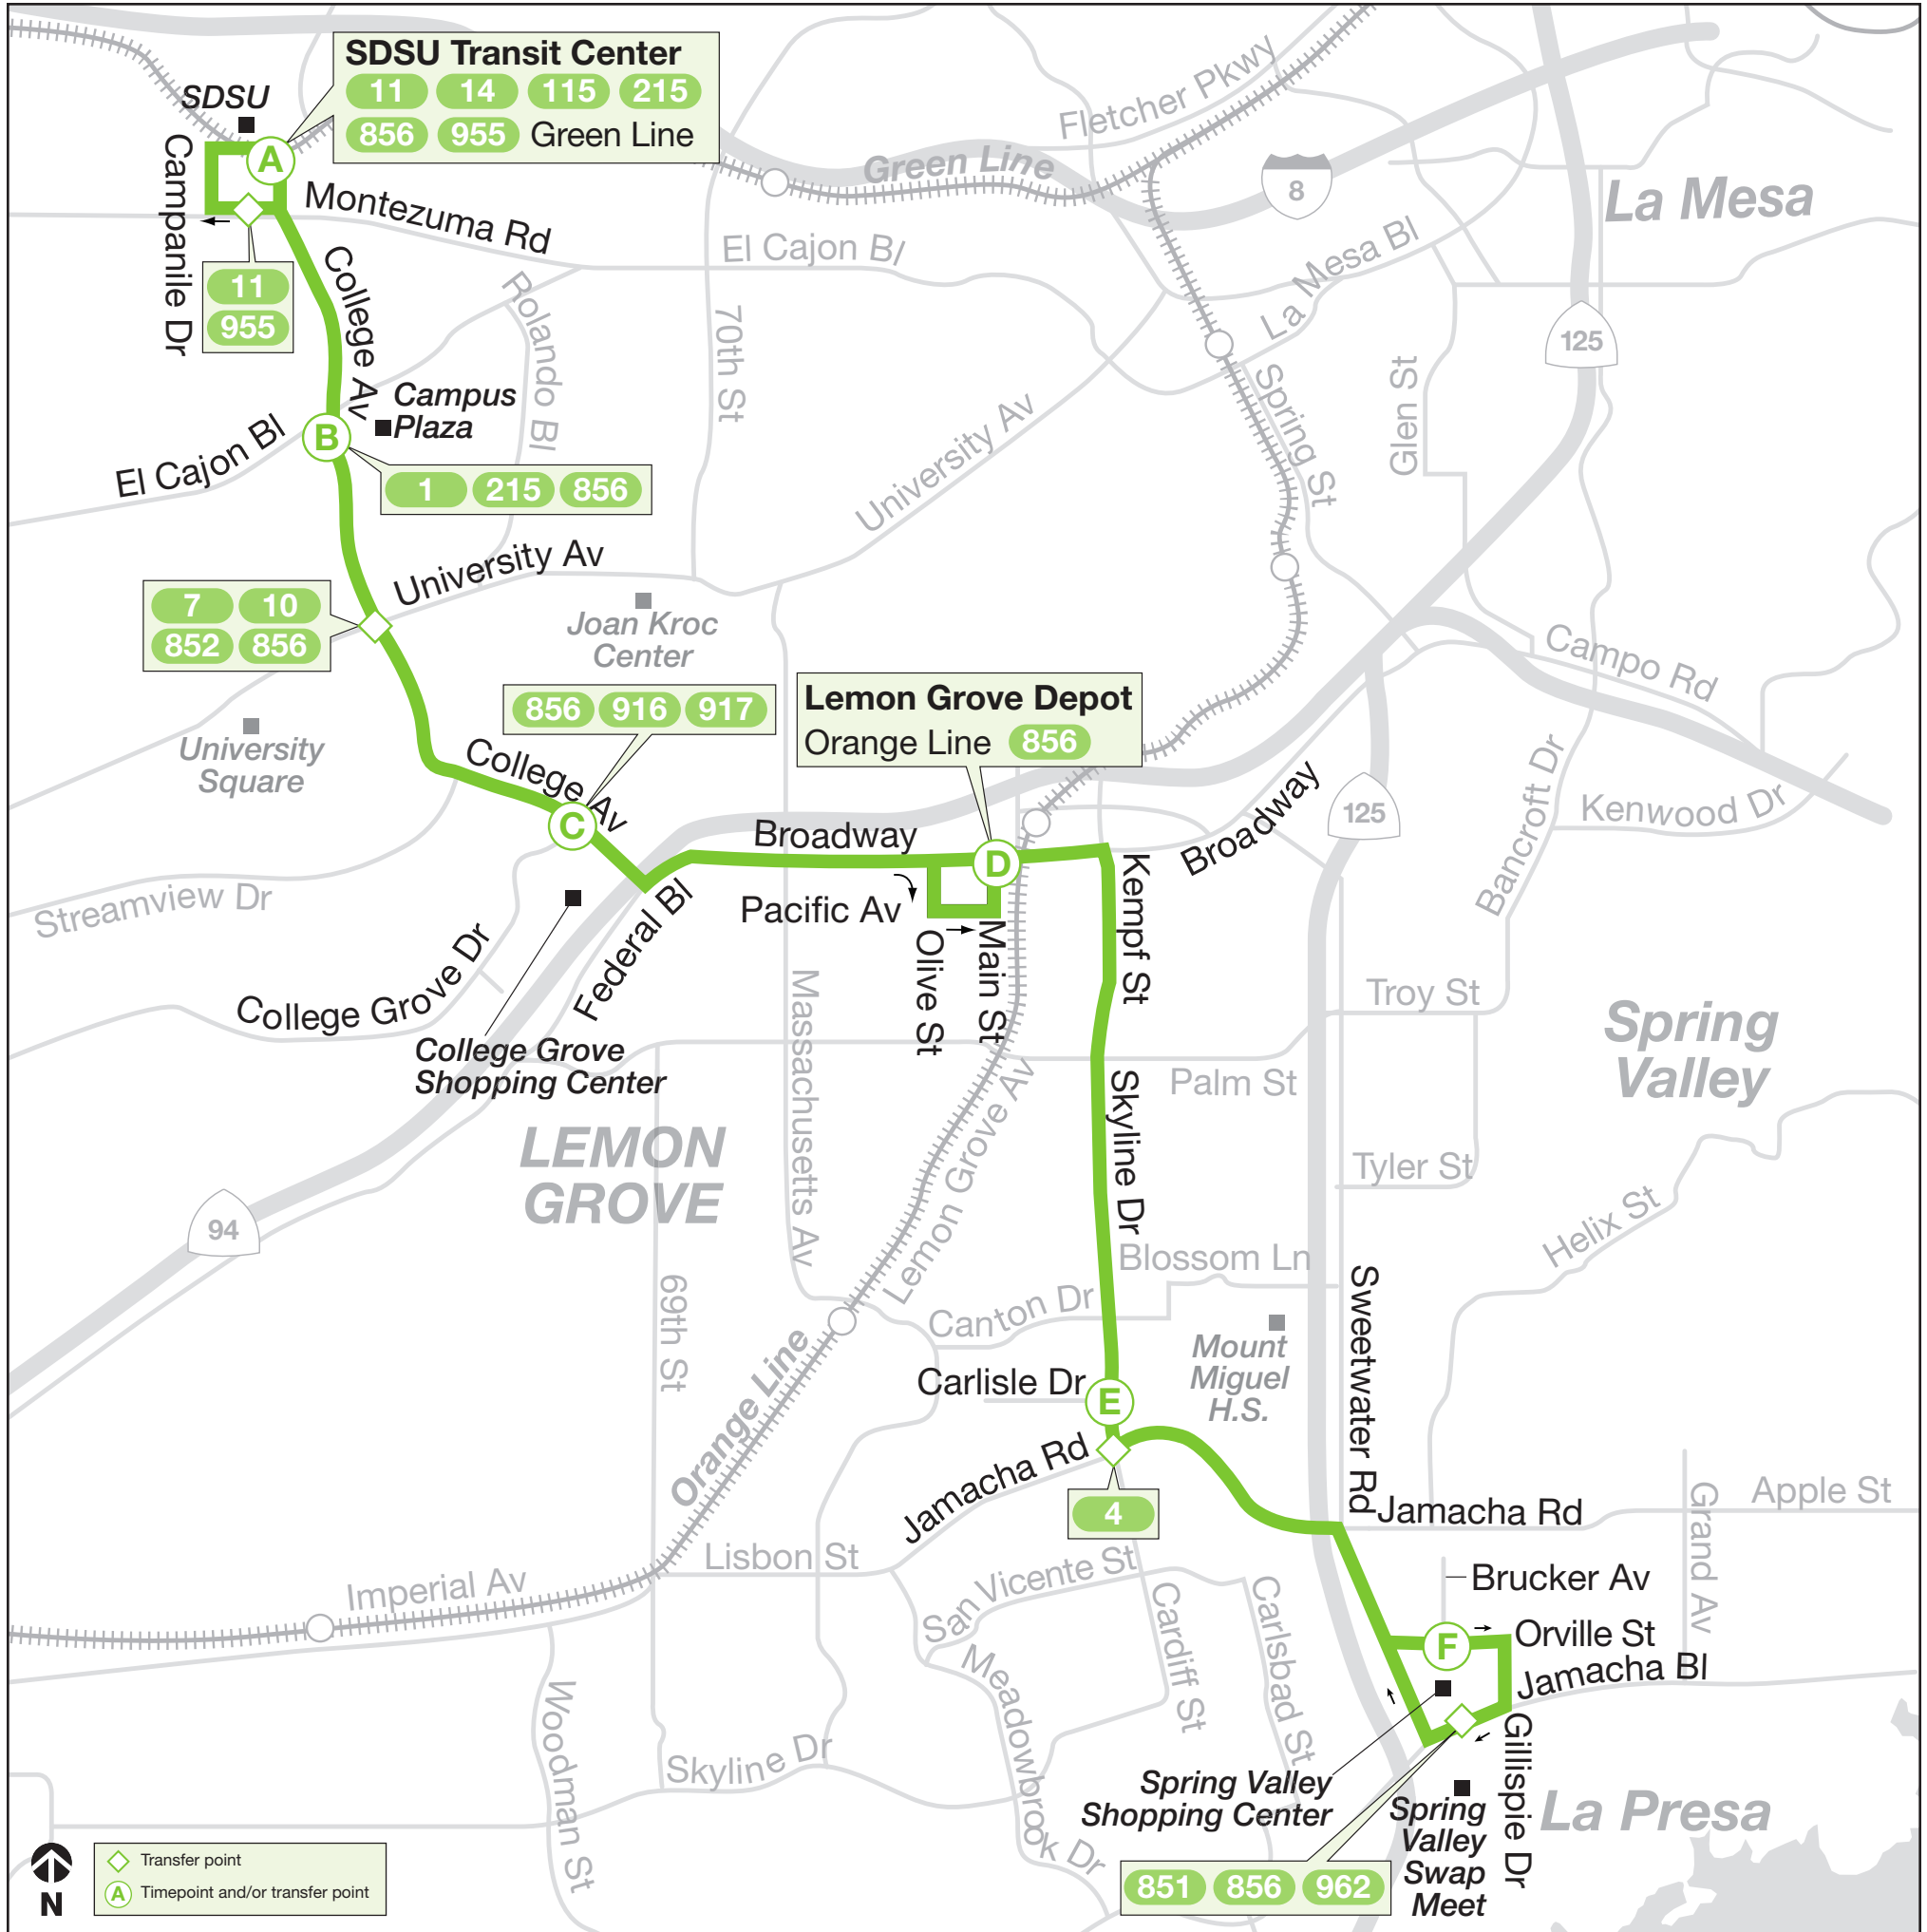 SDSU Transit Center
11 14 115 215
856 955 Green Line
SDSU
A
Campanile Dr
Montezuma Rd
11
955
College Av
Fletcher Pkwy
Green Line
8
La Mesa
El Cajon Bl
La Mesa Bl
Rolando Bl
70th St
125
Glen St
Spring St
Campus
Plaza
El Cajon Bl
B
1 215 856
University Av
University Av
7 10
852 856
Joan Kroc
Center
Campo Rd
University
Square
856 916 917
Lemon Grove Depot
Orange Line 856
College Av
C
Broadway
D
Broadway
125
Bancroft Dr
Kenwood Dr
Streamview Dr
Pacific Av
Kempf St
Federal Bl
Olive St
Main St
College Grove Dr
College Grove
Shopping Center
Massachusetts Av
Troy St
Spring
Valley
Palm St
Skyline Dr
LEMON
GROVE
Lemon Grove Av
Tyler St
94
Helix St
Blossom Ln
69th St
Canton Dr
Sweetwater Rd
Mount
Miguel
H.S.
Orange Line
Carlisle Dr
E
Jamacha Rd
4
Jamacha Rd
Apple St
Grand Av
Lisbon St
Imperial Av
San Vicente St
Cardiff St
Carlsbad St
Brucker Av
F
Orville St
Jamacha Bl
Meadowbrook Dr
Woodman St
Skyline Dr
Gillispie Dr
Spring Valley
Shopping Center
Spring
Valley
Swap
Meet
La Presa
851 856 962
N
Transfer point
A Timepoint and/or transfer point